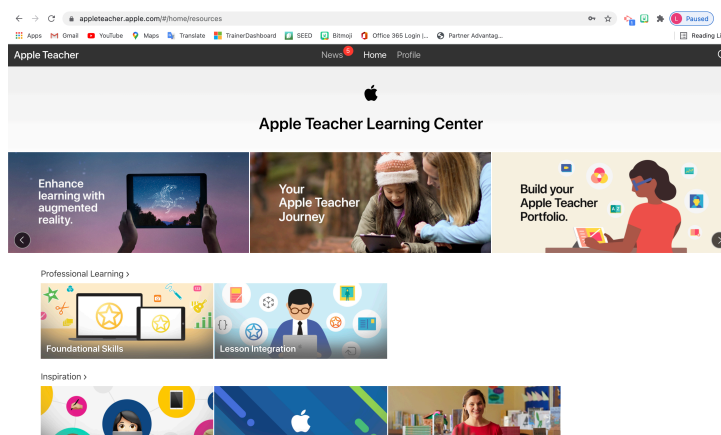 appleteacher.apple.com/#/home/resources
L Paused
Apps Gmail YouTube Maps Translate TrainerDashboard SEED Bitmoji Office 365 Login |... Partner Advantag... Reading Li
Apple Teacher News 5 Home Profile
Apple Teacher Learning Center
Enhance
learning with
augmented
reality.
Your
Apple Teacher
Journey
Build your
Apple Teacher
Portfolio.
Professional Learning >
Foundational Skills
Lesson Integration
Inspiration >